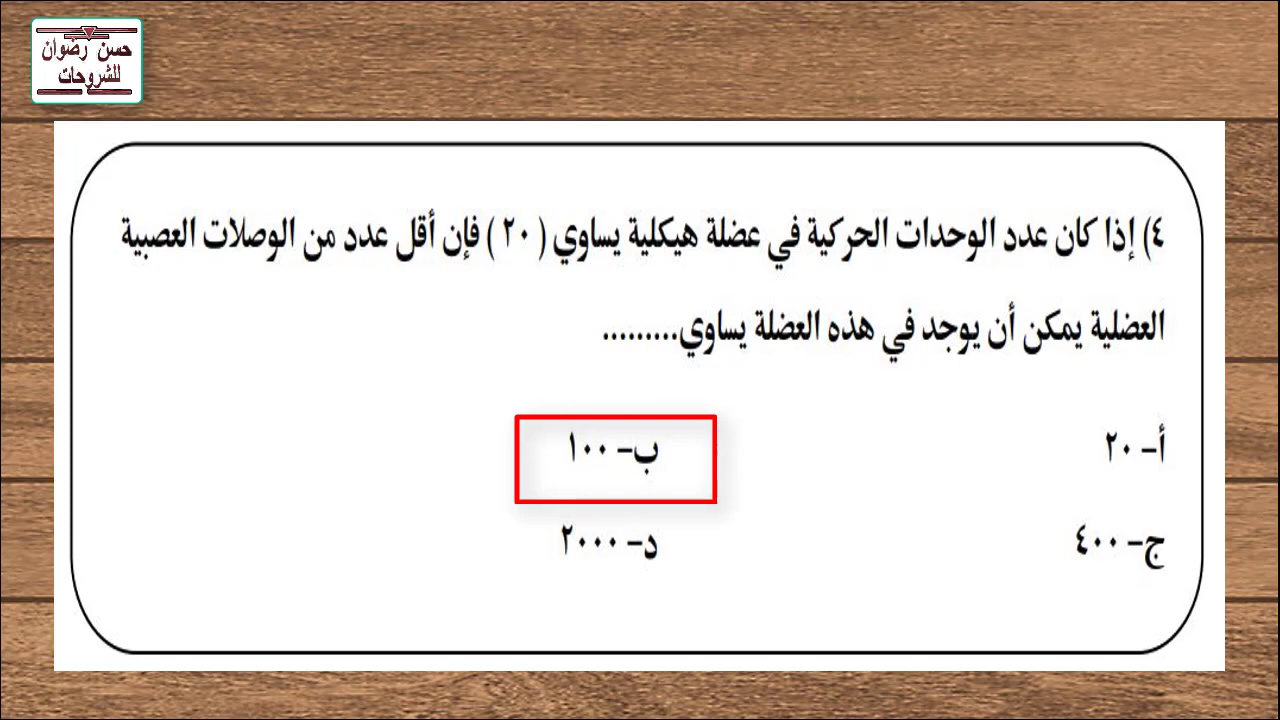 حسن رضوان
للشروحات
٤) إذا كان عدد الوحدات الحركية في عضلة هيكلية يساوي ( ٢٠ ) فإن أقل عدد من الوصلات العصبية
العضلية يمكن أن يوجد في هذه العضلة يساوي.........
أ- ٢٠
ب- ١٠٠
ج- ٤٠٠
د- ٢٠٠٠